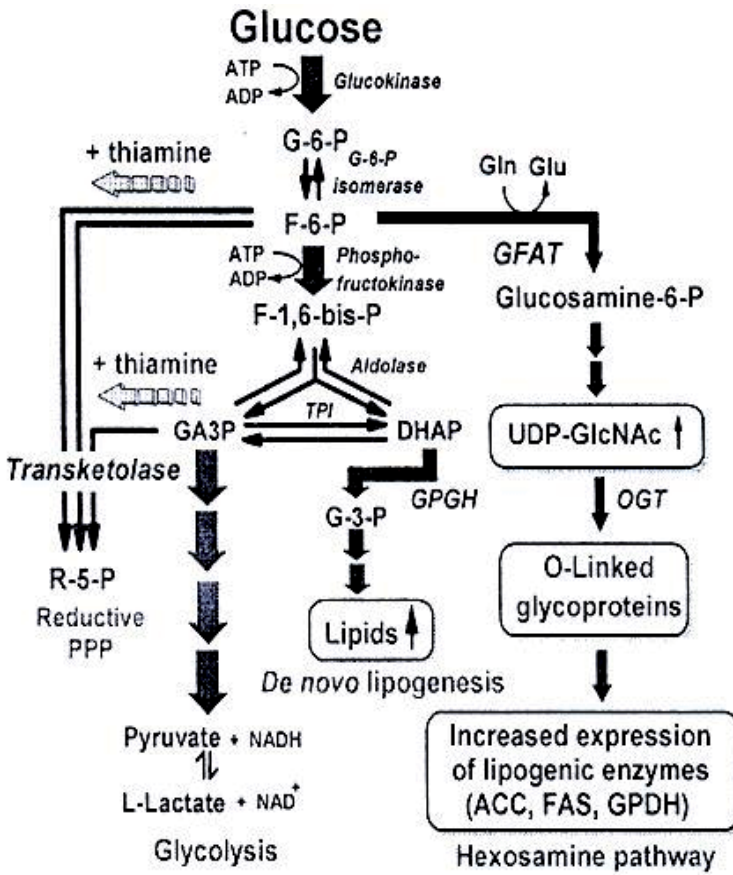 Glucose
ATP
ADP
Glucokinase
G-6-P
G-6-P
isomerase
+ thiamine
Gln Glu
F-6-P
GFAT
ATP
ADP
Phospho-
fructokinase
Glucosamine-6-P
F-1,6-bis-P
+ thiamine
Aldolase
TPI
GA3P
DHAP
UDP-GlcNAc
Transketolase
GPGH
OGT
G-3-P
R-5-P
Reductive
PPP
O-Linked
glycoproteins
Lipids
De novo lipogenesis
Pyruvate + NADH
L-Lactate + NAD+
Glycolysis
Increased expression
of lipogenic enzymes
(ACC, FAS, GPDH)
Hexosamine pathway